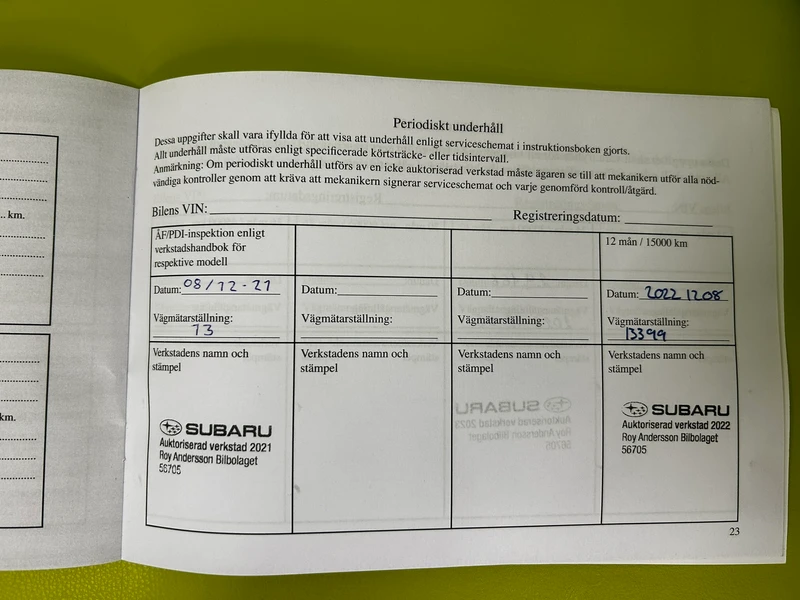 .. km.
km.
Periodiskt underhåll
Dessa uppgifter skall vara ifyllda för att visa att underhåll enligt serviceschemat i instruktionsboken gjorts.
Allt underhåll måste utföras enligt specificerade körtsträcke- eller tidsintervall.
Anmärkning: Om periodiskt underhåll utförs av en icke auktoriserad verkstad måste ägaren se till att mekanikern utför alla nöd-
vändiga kontroller genom att kräva att mekanikern signerar serviceschemat och varje genomförd kontroll/åtgärd.
Bilens VIN: Registreringsdatum:
ÄF/PDI-inspektion enligt
verkstadshandbok för
respektive modell
Datum: 08/12-21
Vägmätarställning:
13
Verkstadens namn och
stämpel
SUBARU
Auktoriserad verkstad 2021
Roy Andersson Bilbolaget
56705
Datum:
Vägmätarställning:
Verkstadens namn och
stämpel
Datum:
Vägmätarställning:
Verkstadens namn och
stämpel
12 mån / 15000 km
Datum: 2022 12 08
Vägmätarställning:
13399
Verkstadens namn och
stämpel
SUBARU
Auktoriserad verkstad 2022
Roy Andersson Bilbolaget
56705
23